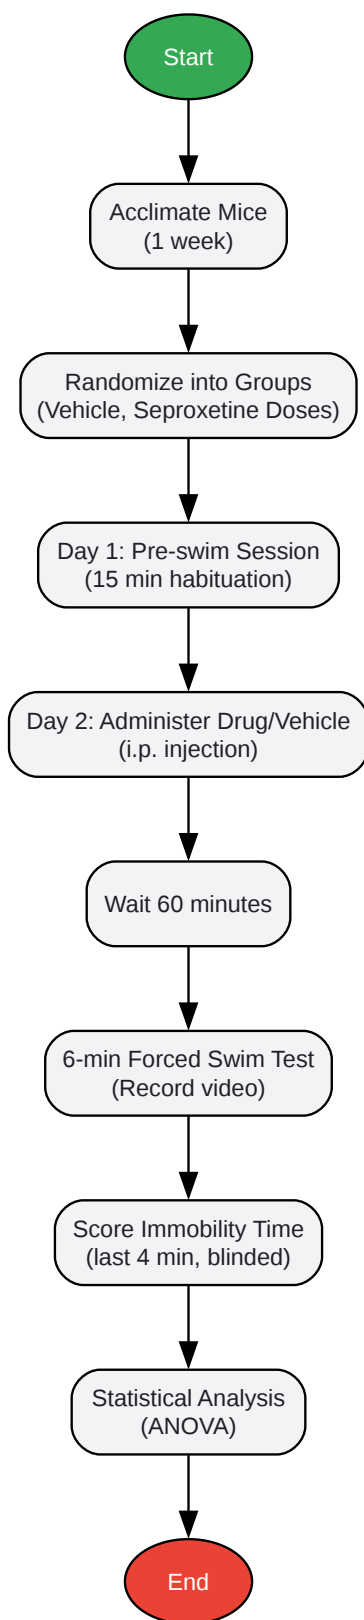 Start
Acclimate Mice
(1 week)
Randomize into Groups
(Vehicle, Seproxetine Doses)
Day 1: Pre-swim Session
(15 min habituation)
Day 2: Administer Drug/Vehicle
(i.p. injection)
Wait 60 minutes
6-min Forced Swim Test
(Record video)
Score Immobility Time
(last 4 min, blinded)
Statistical Analysis
(ANOVA)
End